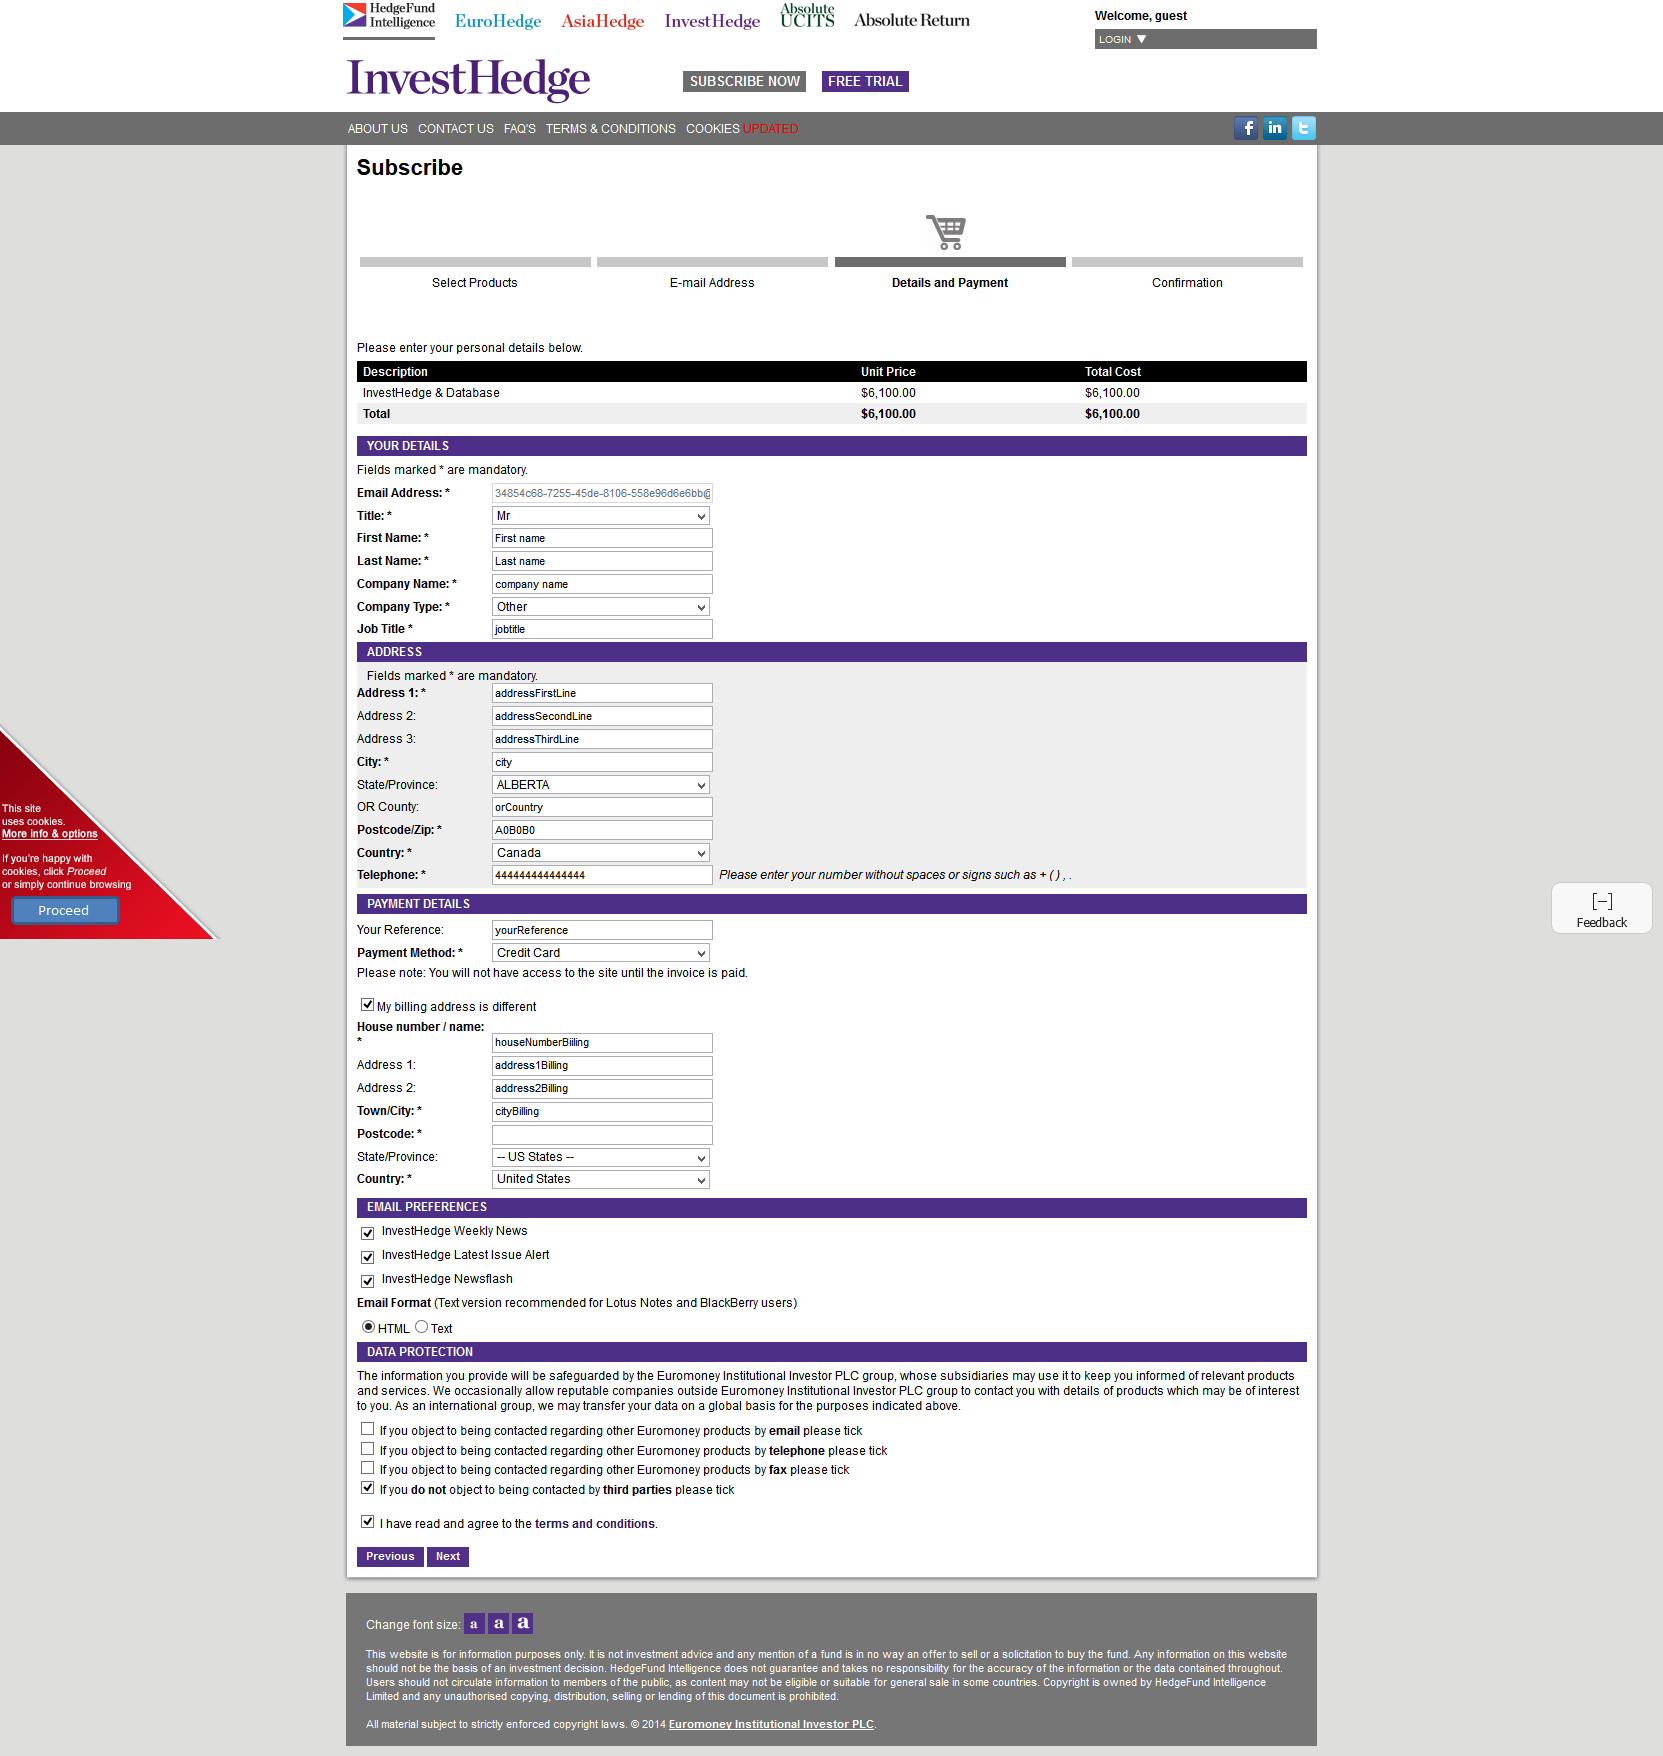 HedgeFund
Intelligence
EuroHedge
AsiaHedge
InvestHedge
Absolute
UCITS
Absolute Return
Welcome, guest
LOGIN ▼
InvestHedge
SUBSCRIBE NOW
FREE TRIAL
ABOUT US CONTACT US FAQ'S TERMS & CONDITIONS COOKIES UPDATED
f in t
Subscribe
Select Products
E-mail Address
Details and Payment
Confirmation
Please enter your personal details below.
Description Unit Price Total Cost
InvestHedge & Database $6,100.00 $6,100.00
Total $6,100.00 $6,100.00
YOUR DETAILS
Fields marked * are mandatory.
Email Address: * 34854c68-7255-45de-8106-558e96d6e6bb@
Title: * Mr
First Name: * First name
Last Name: * Last name
Company Name: * company name
Company Type: * Other
Job Title * jobtitle
ADDRESS
Fields marked * are mandatory.
Address 1: * addressFirstLine
Address 2: addressSecondLine
Address 3: addressThirdLine
City: * city
State/Province: ALBERTA
OR County: orCountry
Postcode/Zip: * A0B0B0
Country: * Canada
Telephone: * 444444444444444 Please enter your number without spaces or signs such as + ( ) , .
PAYMENT DETAILS
Your Reference: yourReference
Payment Method: * Credit Card
Please note: You will not have access to the site until the invoice is paid.
My billing address is different
House number / name:
* houseNumberBiilling
Address 1: address1Billing
Address 2: address2Billing
Town/City: * cityBilling
Postcode: *
State/Province: -- US States --
Country: * United States
EMAIL PREFERENCES
InvestHedge Weekly News
InvestHedge Latest Issue Alert
InvestHedge Newsflash
Email Format (Text version recommended for Lotus Notes and BlackBerry users)
HTML Text
DATA PROTECTION
The information you provide will be safeguarded by the Euromoney Institutional Investor PLC group, whose subsidiaries may use it to keep you informed of relevant products
and services. We occasionally allow reputable companies outside Euromoney Institutional Investor PLC group to contact you with details of products which may be of interest
to you. As an international group, we may transfer your data on a global basis for the purposes indicated above.
If you object to being contacted regarding other Euromoney products by email please tick
If you object to being contacted regarding other Euromoney products by telephone please tick
If you object to being contacted regarding other Euromoney products by fax please tick
If you do not object to being contacted by third parties please tick
I have read and agree to the terms and conditions.
Previous Next
This site
uses cookies.
More info & options
If you're happy with
cookies, click Proceed
or simply continue browsing
Proceed
[–]
Feedback
Change font size: a a a
This website is for information purposes only. It is not investment advice and any mention of a fund is in no way an offer to sell or a solicitation to buy the fund. Any information on this website
should not be the basis of an investment decision. HedgeFund Intelligence does not guarantee and takes no responsibility for the accuracy of the information or the data contained throughout.
Users should not circulate information to members of the public, as content may not be eligible or suitable for general sale in some countries. Copyright is owned by HedgeFund Intelligence
Limited and any unauthorised copying, distribution, selling or lending of this document is prohibited.
All material subject to strictly enforced copyright laws. © 2014 Euromoney Institutional Investor PLC.